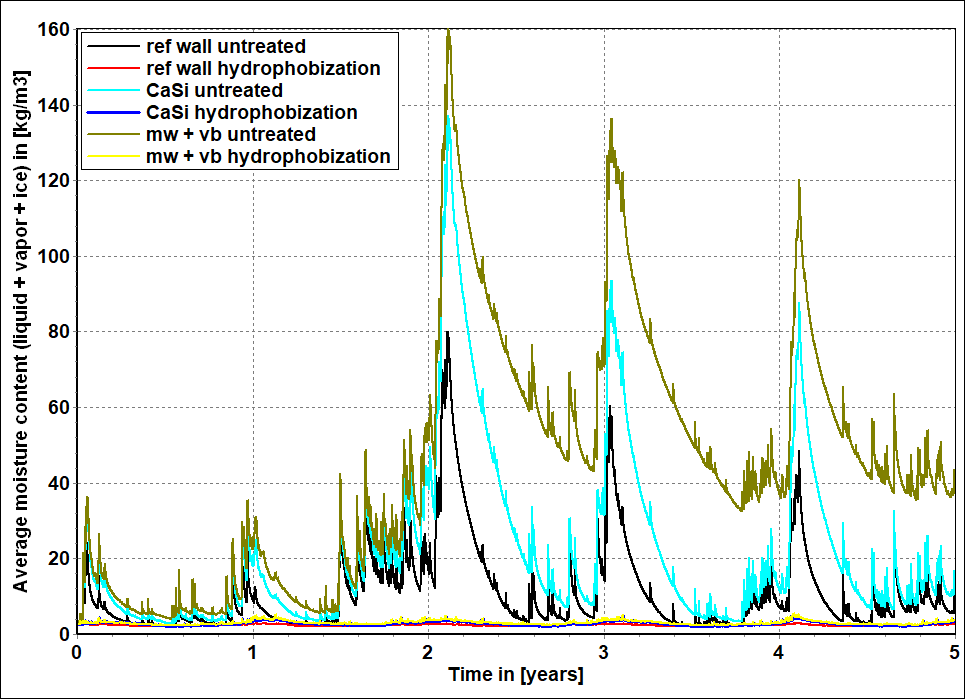 160
140
120
100
80
60
40
20
0
Average moisture content (liquid + vapor + ice) in [kg/m3]
ref wall untreated
ref wall hydrophobization
CaSi untreated
CaSi hydrophobization
mw + vb untreated
mw + vb hydrophobization
0 1 2 3 4 5
Time in [years]